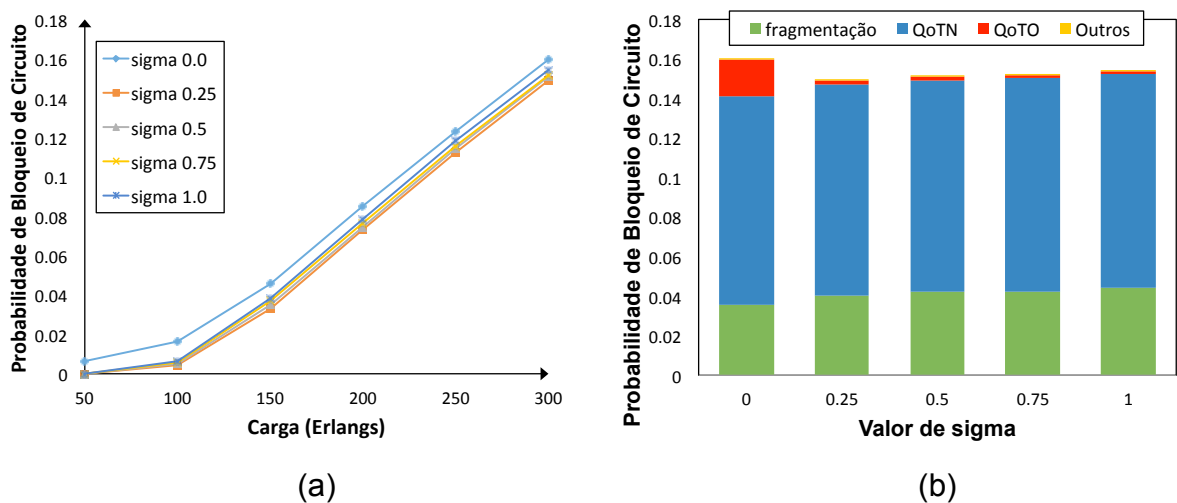 Probabilidade de Bloqueio de Circuito
0.18
0.16
0.14
0.12
0.1
0.08
0.06
0.04
0.02
0
sigma 0.0
sigma 0.25
sigma 0.5
sigma 0.75
sigma 1.0
50 100 150 200 250 300
Carga (Erlangs)
(a)
Probabilidade de Bloqueio de Circuito
0.18
0.16
0.14
0.12
0.1
0.08
0.06
0.04
0.02
0
fragmentação QoTN QoTO Outros
0 0.25 0.5 0.75 1
Valor de sigma
(b)